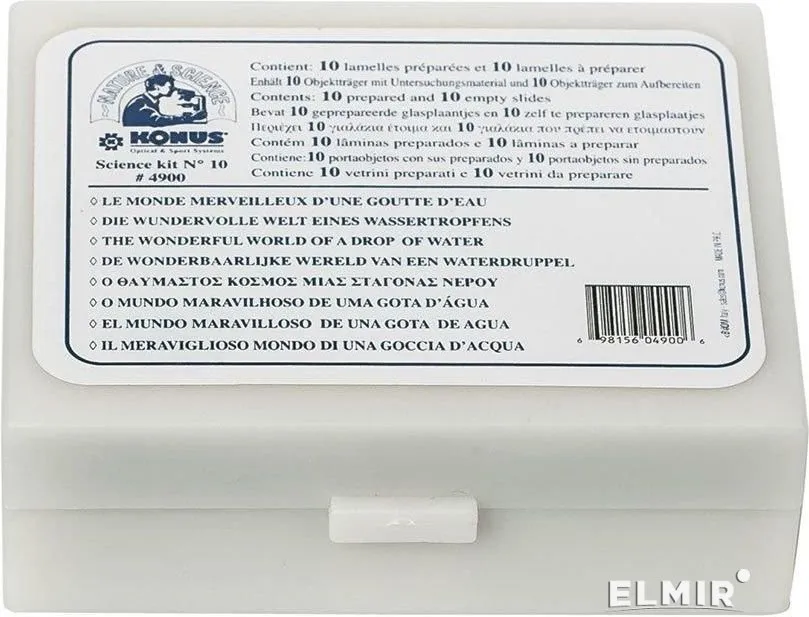 NATURE & SCIENCE
KONUS
Optical & Sport Systems
Science kit N° 10
# 4900
Contient: 10 lamelles préparées et 10 lamelles à préparer
Enhält 10 Objektträger mit Untersuchungsmaterial und 10 Objektträger zum Aufbereiten
Contents: 10 prepared and 10 empty slides
Bevat 10 geprepareerde glasplaantjes en 10 zelf te prepareren glasplaatjes
Περιέχει 10 γιαλάκια έτοιμα και 10 γιαλάκια που πρέπει να ετοιμαστούν
Contém 10 lâminas preparados e 10 lâminas a preparar
Contiene: 10 portaobjetos con sus preparados y 10 portaobjetos sin preparados
Contiene 10 vetrini preparati e 10 vetrini da preparare
◊ LE MONDE MERVEILLEUX D'UNE GOUTTE D'EAU
◊ DIE WUNDERVOLLE WELT EINES WASSERTROPFENS
◊ THE WONDERFUL WORLD OF A DROP OF WATER
◊ DE WONDERBAARLIJKE WERELD VAN EEN WATERDRUPPEL
◊ Ο ΘΑΥΜΑΣΤΟΣ ΚΟΣΜΟΣ ΜΙΑΣ ΣΤΑΓΟΝΑΣ ΝΕΡΟΥ
◊ O MUNDO MARAVILHOSO DE UMA GOTA D'ÁGUA
◊ EL MUNDO MARAVILLOSO DE UNA GOTA DE AGUA
◊ IL MERAVIGLIOSO MONDO DI UNA GOCCIA D'ACQUA
6 98156 04900 6
MADE IN P.R.C.
ELMIR